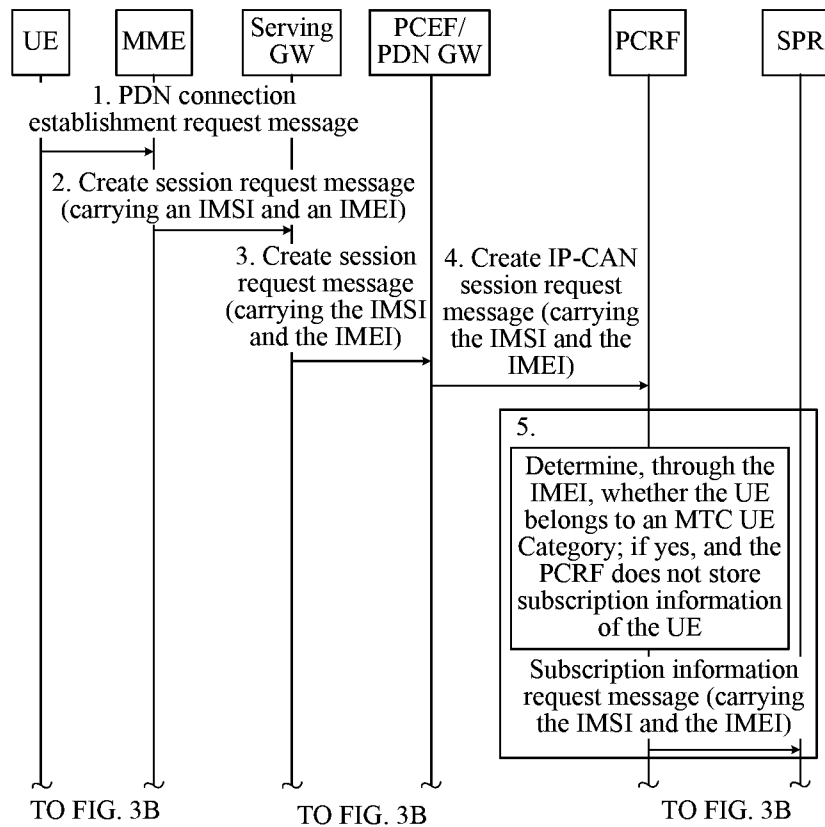 UE
MME
Serving
GW
PCEF/
PDN GW
PCRF
SPR
1. PDN connection
establishment request message
2. Create session request message
(carrying an IMSI and an IMEI)
3. Create session
request message
(carrying the IMSI
and the IMEI)
4. Create IP-CAN
session request
message (carrying
the IMSI and the
IMEI)
5.
Determine, through the
IMEI, whether the UE
belongs to an MTC UE
Category; if yes, and the
PCRF does not store
subscription information
of the UE
Subscription information
request message (carrying
the IMSI and the IMEI)
TO FIG. 3B
TO FIG. 3B
TO FIG. 3B